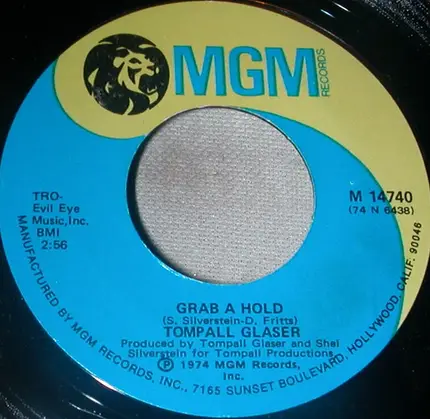 MGM
RECORDS
TRO-
Evil Eye
Music,Inc.
BMI
2:56
M 14740
(74 N 6438)
GRAB A HOLD
(S. Silverstein-D. Fritts)
TOMPALL GLASER
Produced by Tompall Glaser and Shel
Silverstein for Tompall Productions
Ⓟ 1974 MGM Records,
Inc.
MANUFACTURED BY MGM RECORDS, INC., 7165 SUNSET BOULEVARD, HOLLYWOOD, CALIF. 90046